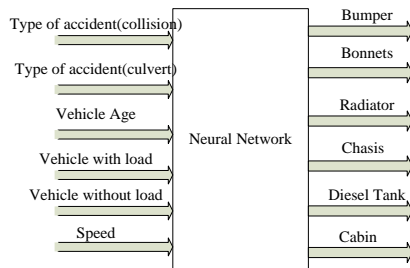 Type of accident(collision)
Type of accident(culvert)
Vehicle Age
Vehicle with load
Vehicle without load
Speed
Neural Network
Bumper
Bonnets
Radiator
Chasis
Diesel Tank
Cabin